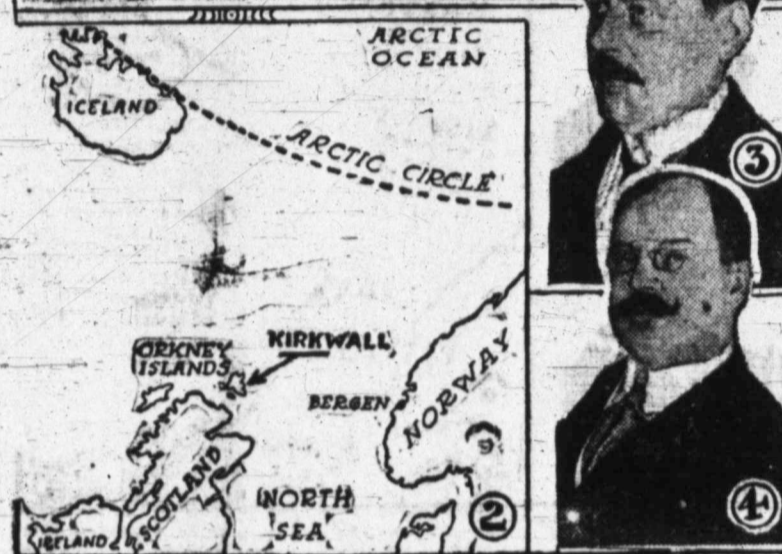 ARCTIC
OCEAN
ICELAND
ARCTIC CIRCLE
3
ORKNEY
ISLANDS
KIRKWALL
BERGEN
NORWAY
SCOTLAND
NORTH
SEA
IRELAND
2
4